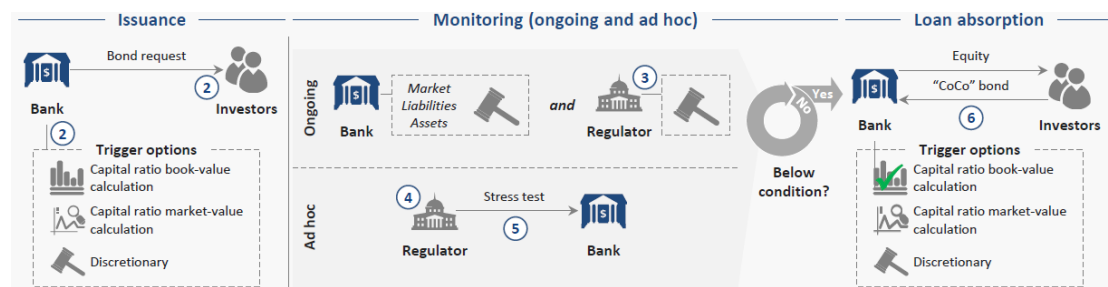 Issuance
Bond request
2
Bank
Investors
2
Trigger options
Capital ratio book-value
calculation
Capital ratio market-value
calculation
Discretionary
Monitoring (ongoing and ad hoc)
Ongoing
Bank
Market
Liabilities
Assets
and
3
Regulator
Ad hoc
4
Regulator
Stress test
5
Bank
No
Yes
Below
condition?
Loan absorption
Equity
"CoCo" bond
6
Bank
Investors
Trigger options
Capital ratio book-value
calculation
Capital ratio market-value
calculation
Discretionary